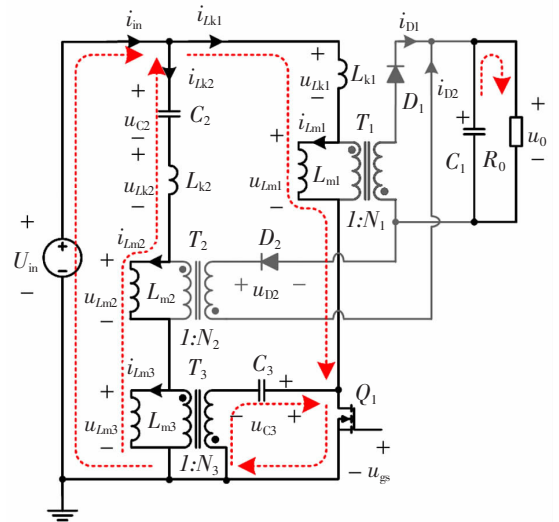 i_in i_Lk1 i_D1
i_Lk2
+ u_Lk1 − L_k1 D_1 i_D2
+ u_C2 − C_2
i_Lm1 T_1 + C_1 R_0 + u_0 −
+ u_Lk2 − L_k2
+ u_Lm1 − L_m1
1:N_1
+ U_in −
i_Lm2 T_2 D_2
+ u_Lm2 − L_m2 + u_D2 −
1:N_2
i_Lm3 T_3 C_3 +
Q_1
+ u_Lm3 − L_m3 − u_C3 +
1:N_3
+ − u_gs